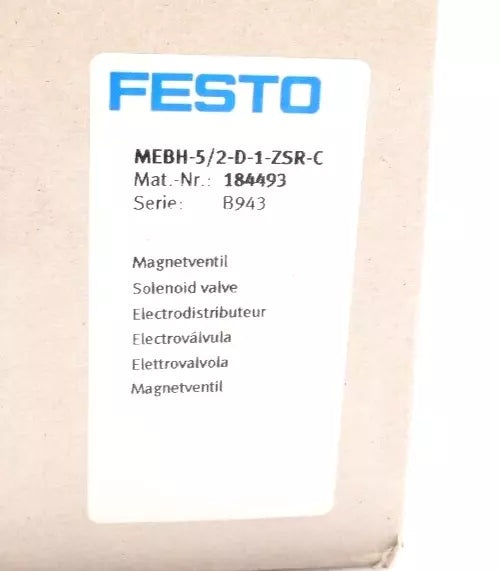 FESTO
MEBH-5/2-D-1-ZSR-C
Mat.-Nr.: 184493
Serie: B943
Magnetventil
Solenoid valve
Electrodistributeur
Electroválvula
Elettrovalvola
Magnetventil